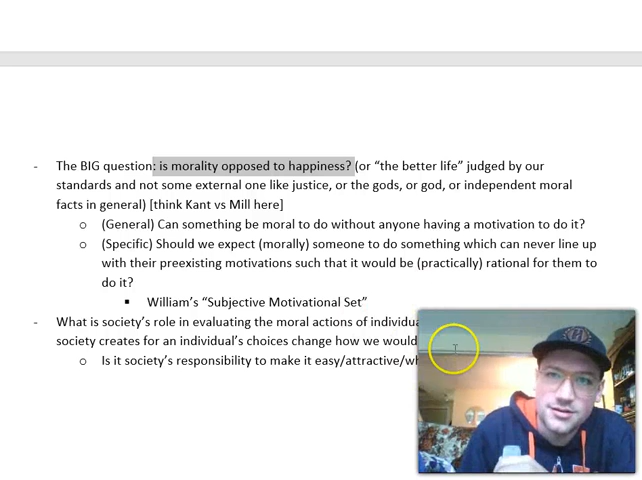 - The BIG question: is morality opposed to happiness? (or “the better life” judged by our
standards and not some external one like justice, or the gods, or god, or independent moral
facts in general) [think Kant vs Mill here]
o (General) Can something be moral to do without anyone having a motivation to do it?
o (Specific) Should we expect (morally) someone to do something which can never line up
with their preexisting motivations such that it would be (practically) rational for them to
do it?
▪ William’s “Subjective Motivational Set”
- What is society’s role in evaluating the moral actions of
society creates for an individual’s choices change how we would
o Is it society’s responsibility to make it easy/attractive/